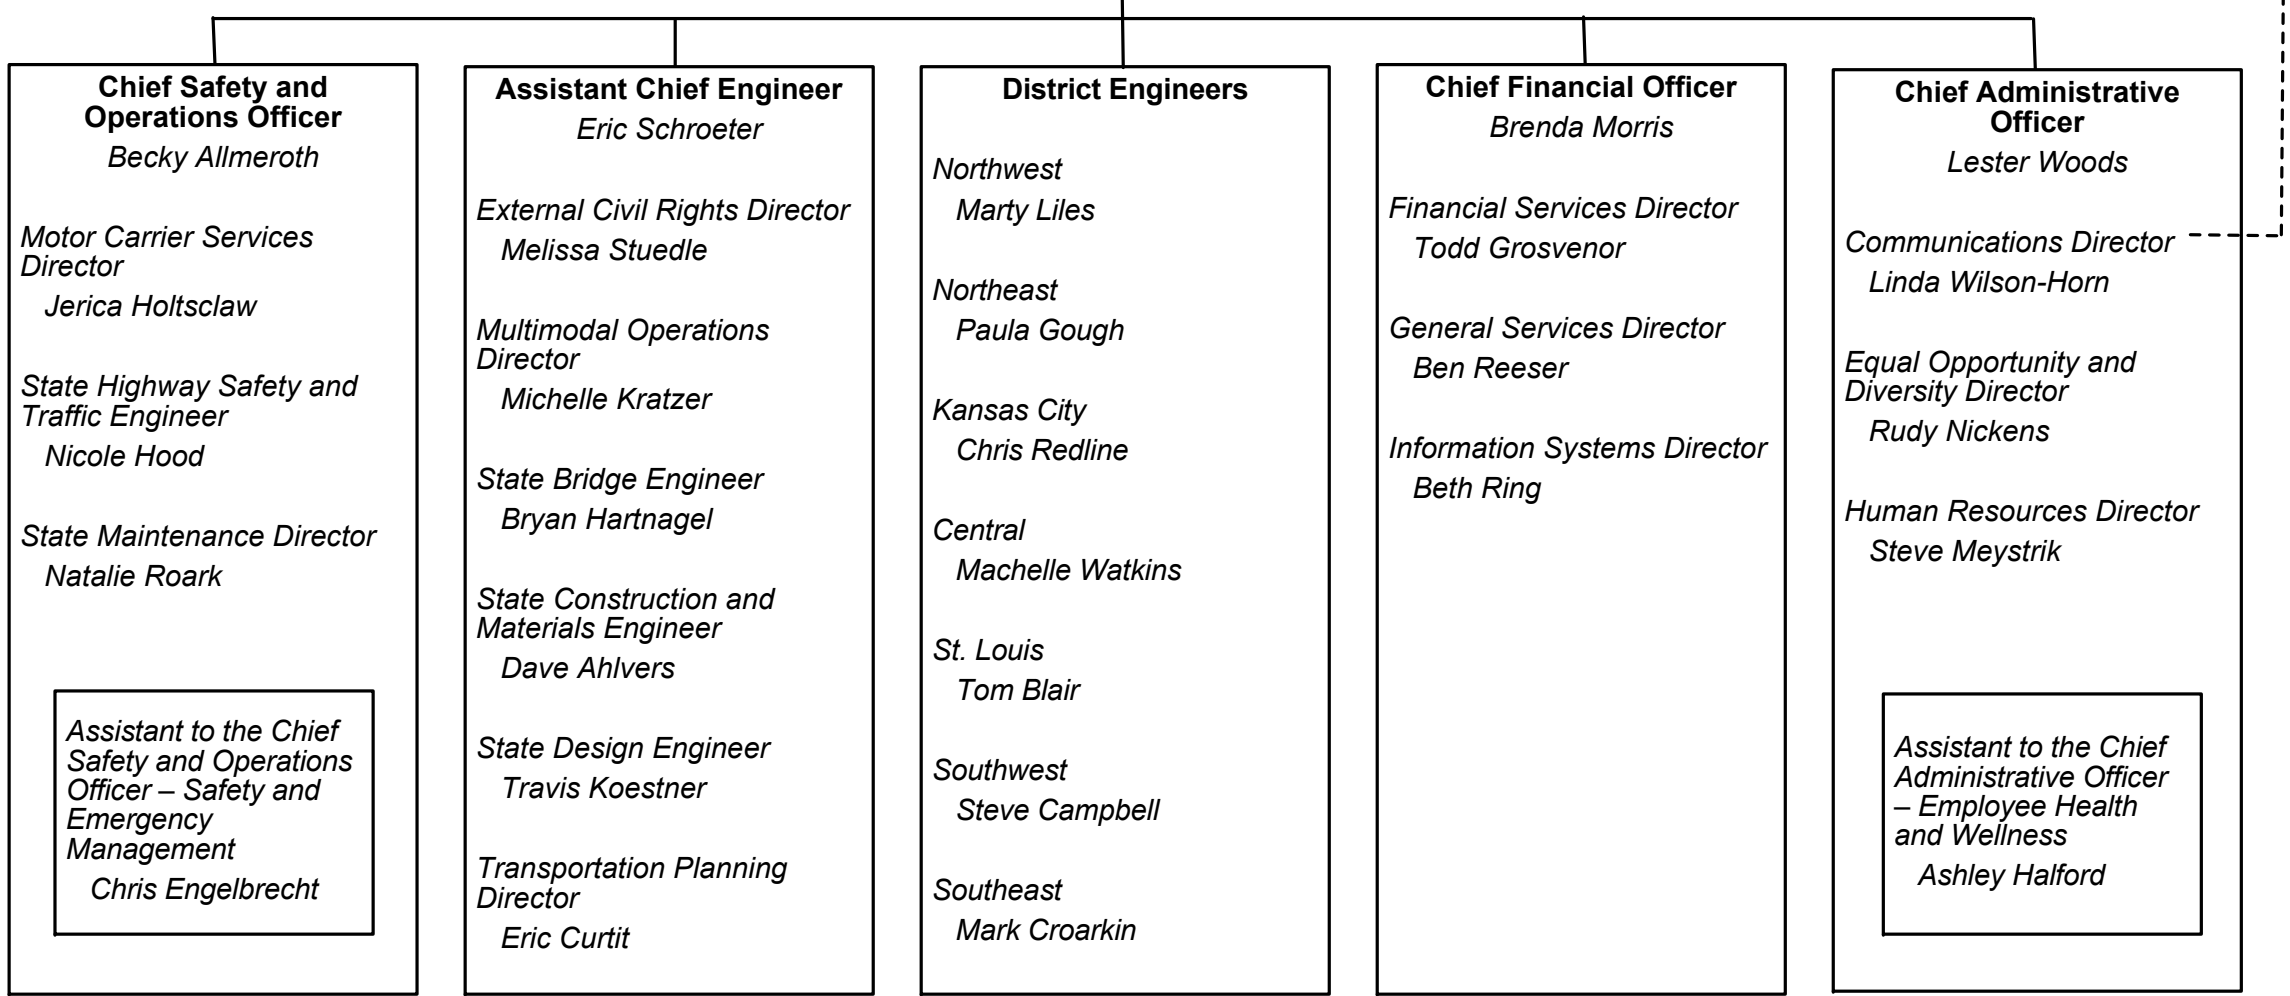 Chief Safety and
Operations Officer
Becky Allmeroth
Motor Carrier Services
Director
Jerica Holtsclaw
State Highway Safety and
Traffic Engineer
Nicole Hood
State Maintenance Director
Natalie Roark
Assistant to the Chief
Safety and Operations
Officer – Safety and
Emergency
Management
Chris Engelbrecht
Assistant Chief Engineer
Eric Schroeter
External Civil Rights Director
Melissa Stuedle
Multimodal Operations
Director
Michelle Kratzer
State Bridge Engineer
Bryan Hartnagel
State Construction and
Materials Engineer
Dave Ahlvers
State Design Engineer
Travis Koestner
Transportation Planning
Director
Eric Curtit
District Engineers
Northwest
Marty Liles
Northeast
Paula Gough
Kansas City
Chris Redline
Central
Machelle Watkins
St. Louis
Tom Blair
Southwest
Steve Campbell
Southeast
Mark Croarkin
Chief Financial Officer
Brenda Morris
Financial Services Director
Todd Grosvenor
General Services Director
Ben Reeser
Information Systems Director
Beth Ring
Chief Administrative
Officer
Lester Woods
Communications Director
Linda Wilson-Horn
Equal Opportunity and
Diversity Director
Rudy Nickens
Human Resources Director
Steve Meystrik
Assistant to the Chief
Administrative Officer
– Employee Health
and Wellness
Ashley Halford